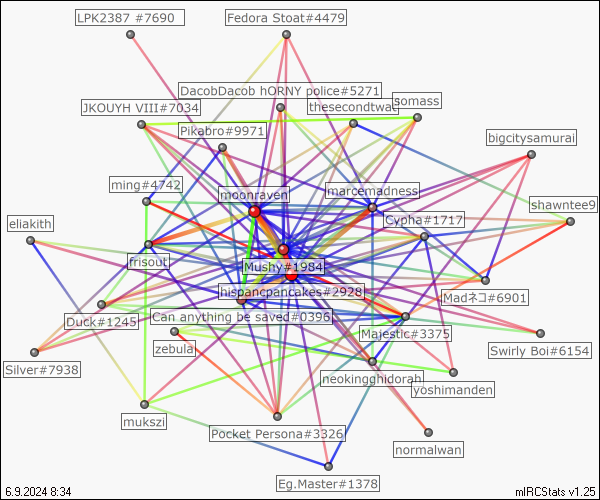 LPK2387 #7690
Fedora Stoat#4479
DacobDacob hORNY police#5271
JKOUYH VIII#7034
thesecondtwat
somass
Pikabro#9971
bigcitysamurai
ming#4742
moonraven
marcemadness
shawntee9
eliakith
Cypha#1717
frisout
Mushy#1984
hispancpancakes#2928
Madネコ#6901
Duck#1245
Can anything be saved#0396
Majestic#3375
zebula
Swirly Boi#6154
Silver#7938
neokingghidorah
yoshimanden
mukszi
Pocket Persona#3326
normalwan
Eg.Master#1378
6.9.2024 8:34
mIRCStats v1.25